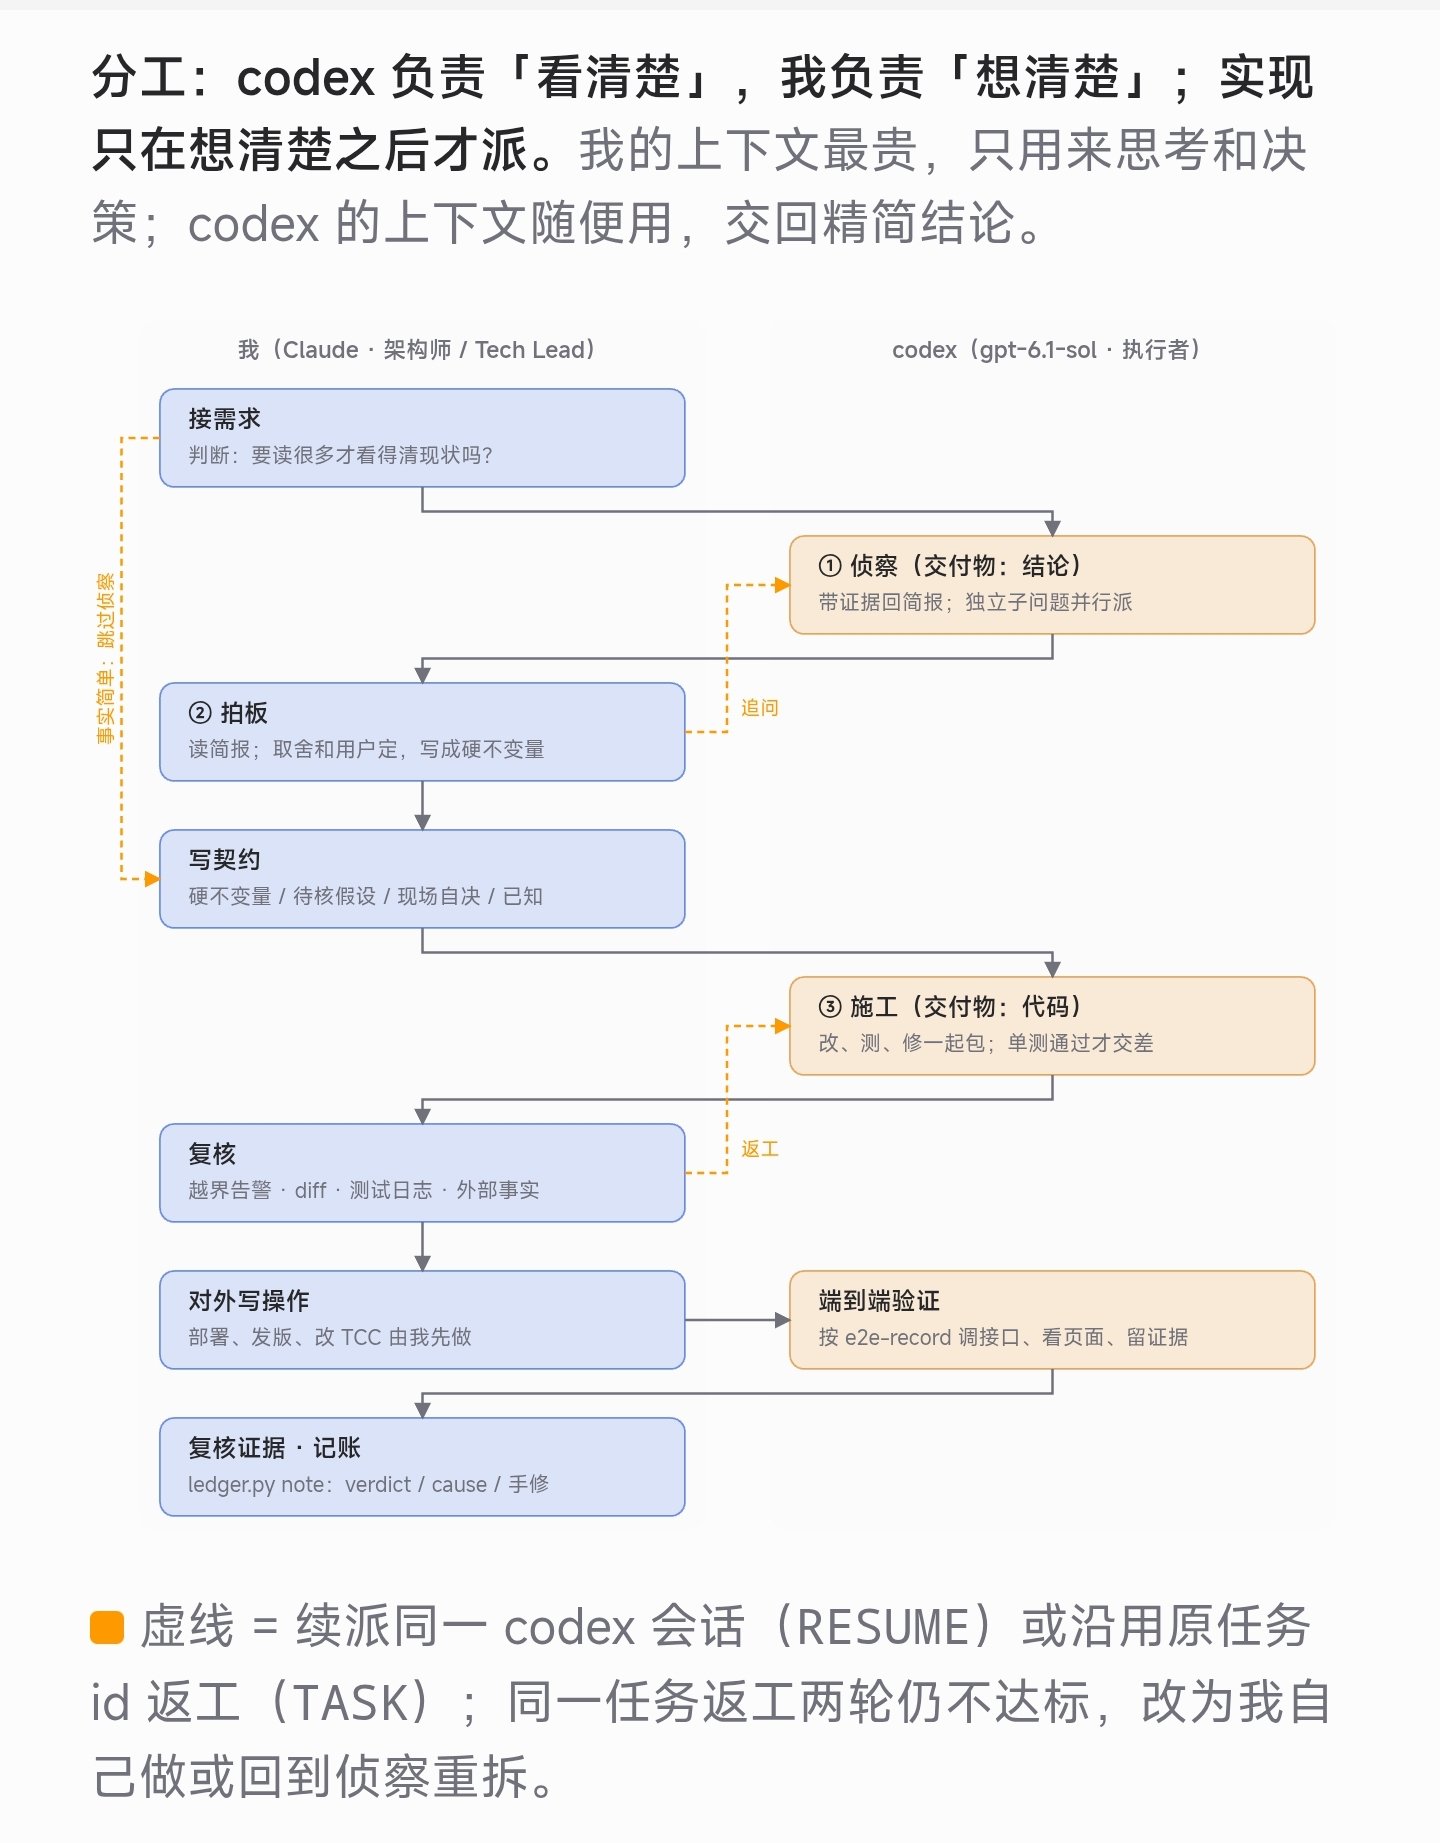 分工：codex 负责「看清楚」，我负责「想清楚」；实现
只在想清楚之后才派。我的上下文最贵，只用来思考和决
策；codex 的上下文随便用，交回精简结论。
我（Claude · 架构师 / Tech Lead）
codex（gpt-6.1-sol · 执行者）
接需求
判断：要读很多才看得清现状吗？
① 侦察（交付物：结论）
带证据回简报；独立子问题并行派
事实简单：跳过侦察
② 拍板
读简报；取舍和用户定，写成硬不变量
追问
写契约
硬不变量 / 待核假设 / 现场自决 / 已知
③ 施工（交付物：代码）
改、测、修一起包；单测通过才交差
复核
越界告警 · diff · 测试日志 · 外部事实
返工
对外写操作
部署、发版、改 TCC 由我先做
端到端验证
按 e2e-record 调接口、看页面、留证据
复核证据 · 记账
ledger.py note：verdict / cause / 手修
虚线 = 续派同一 codex 会话（RESUME）或沿用原任务
id 返工（TASK）；同一任务返工两轮仍不达标，改为我自
己做或回到侦察重拆。